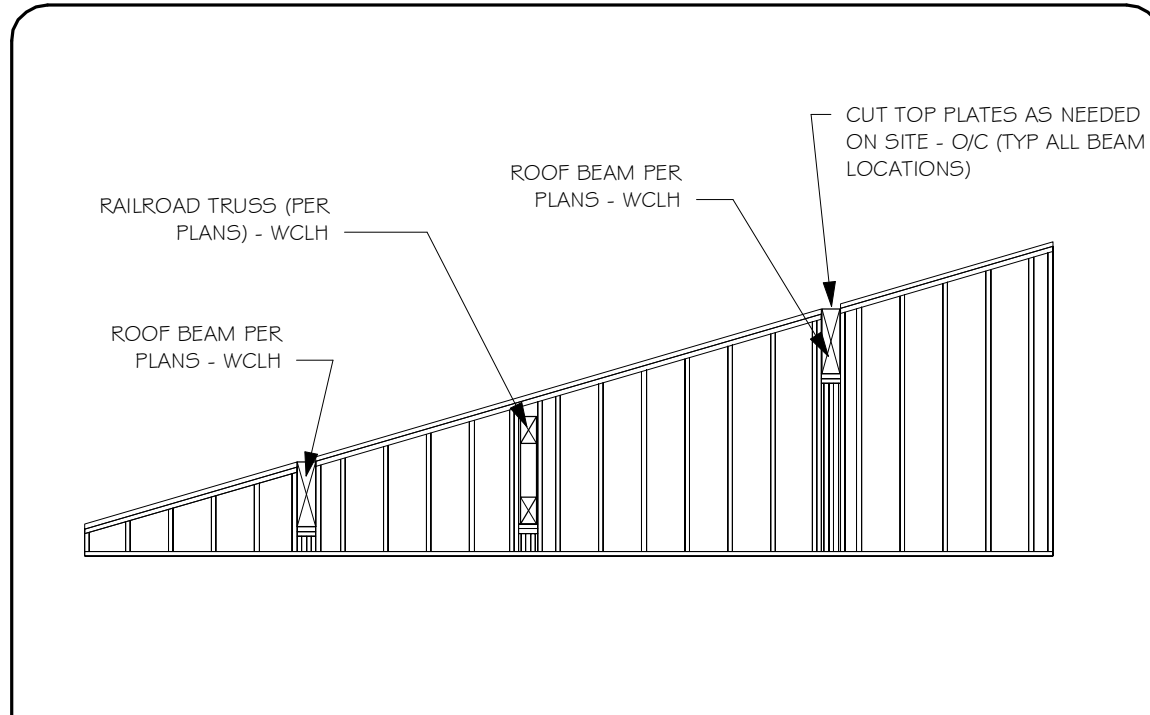 CUT TOP PLATES AS NEEDED
ON SITE - O/C (TYP ALL BEAM
LOCATIONS)
ROOF BEAM PER
PLANS - WCLH
RAILROAD TRUSS (PER
PLANS) - WCLH
ROOF BEAM PER
PLANS - WCLH